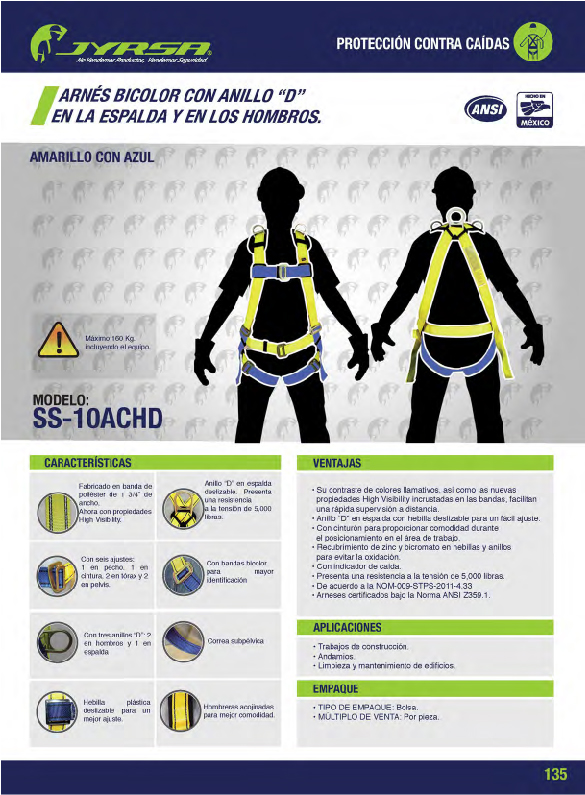 JYRSA®
No Vendemos Productos, Vendemos Seguridad
PROTECCIÓN CONTRA CAÍDAS
ARNÉS BICOLOR CON ANILLO “D”
EN LA ESPALDA Y EN LOS HOMBROS.
ANSI
HECHO EN
MÉXICO
AMARILLO CON AZUL
Máximo 160 Kg.
incluyendo el equipo.
MODELO:
SS-10ACHD
CARACTERÍSTICAS
Fabricado en banda de
poliéster de 1 3/4" de
ancho.
Ahora con propiedades
High Visibility.
Anillo "D" en espalda
deslizable. Presenta
una resistencia
a la tensión de 5,000
libras.
Con seis ajustes:
1 en pecho, 1 en
cintura, 2 en tórax y 2
en pelvis.
Con bandas bicolor
para mayor
identificación
Con tres anillos "D": 2
en hombros y 1 en
espalda
Correa subpélvica
Hebilla plástica
deslizable para un
mejor ajuste.
Hombreras acojinadas
para mejor comodidad.
VENTAJAS
• Su contraste de colores llamativos, así como as nuevas
propiedades High Visibility incrustadas en las bandas, facilitan
una rápida supervisión a distancia.
• Anillo "D" en espalda con hebilla deslizable para un fácil ajuste.
• Con cinturón para proporcionar comodidad durante
el posicionamiento en el área de trabajo.
• Recubrimiento de zinc y bicromato en hebillas y anillos
para evitar la oxidación.
• Con indicador de caída.
• Presenta una resistencia a la tensión de 5,000 libras.
• De acuerdo a la NOM-009-STPS-2011-4.33
• Arneses certificados bajo la Norma ANSI Z359.1.
APLICACIONES
• Trabajos de construcción.
• Andamios.
• Limpieza y mantenimiento de edificios.
EMPAQUE
• TIPO DE EMPAQUE: Bolsa.
• MÚLTIPLO DE VENTA: Por pieza.
135